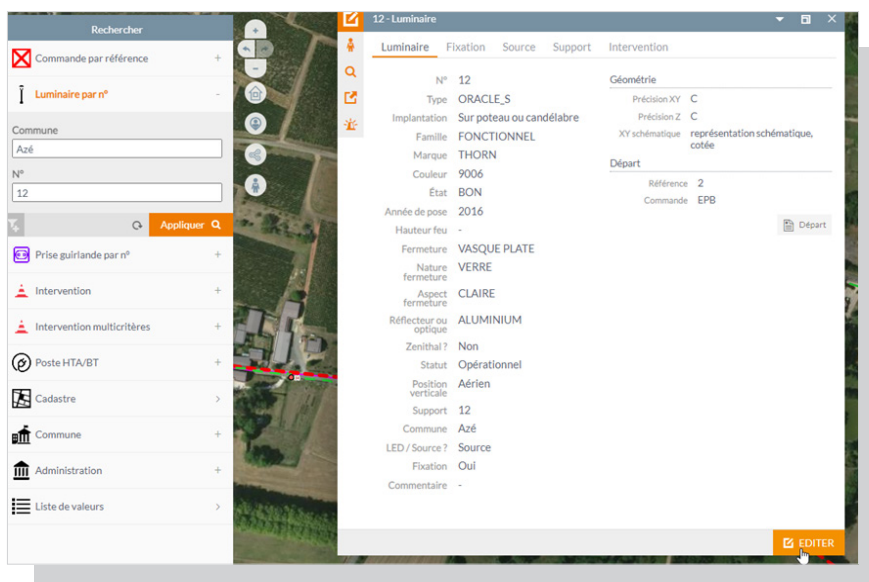 Rechercher
Commande par référence +
Luminaire par n° -
Commune
Azé
N°
12
Appliquer
Prise guirlande par n° +
Intervention +
Intervention multicritères +
Poste HTA/BT +
Cadastre >
Commune +
Administration +
Liste de valeurs >
12 - Luminaire
Luminaire Fixation Source Support Intervention
N° 12
Type ORACLE_S
Implantation Sur poteau ou candélabre
Famille FONCTIONNEL
Marque THORN
Couleur 9006
État BON
Année de pose 2016
Hauteur feu -
Fermeture VASQUE PLATE
Nature
fermeture VERRE
Aspect
fermeture CLAIRE
Réflecteur ou
optique ALUMINIUM
Zenithal ? Non
Statut Opérationnel
Position
verticale Aérien
Support 12
Commune Azé
LED / Source ? Source
Fixation Oui
Commentaire -
Géométrie
Précision XY C
Précision Z C
XY schématique représentation schématique,
cotée
Départ
Référence 2
Commande EPB
Départ
EDITER